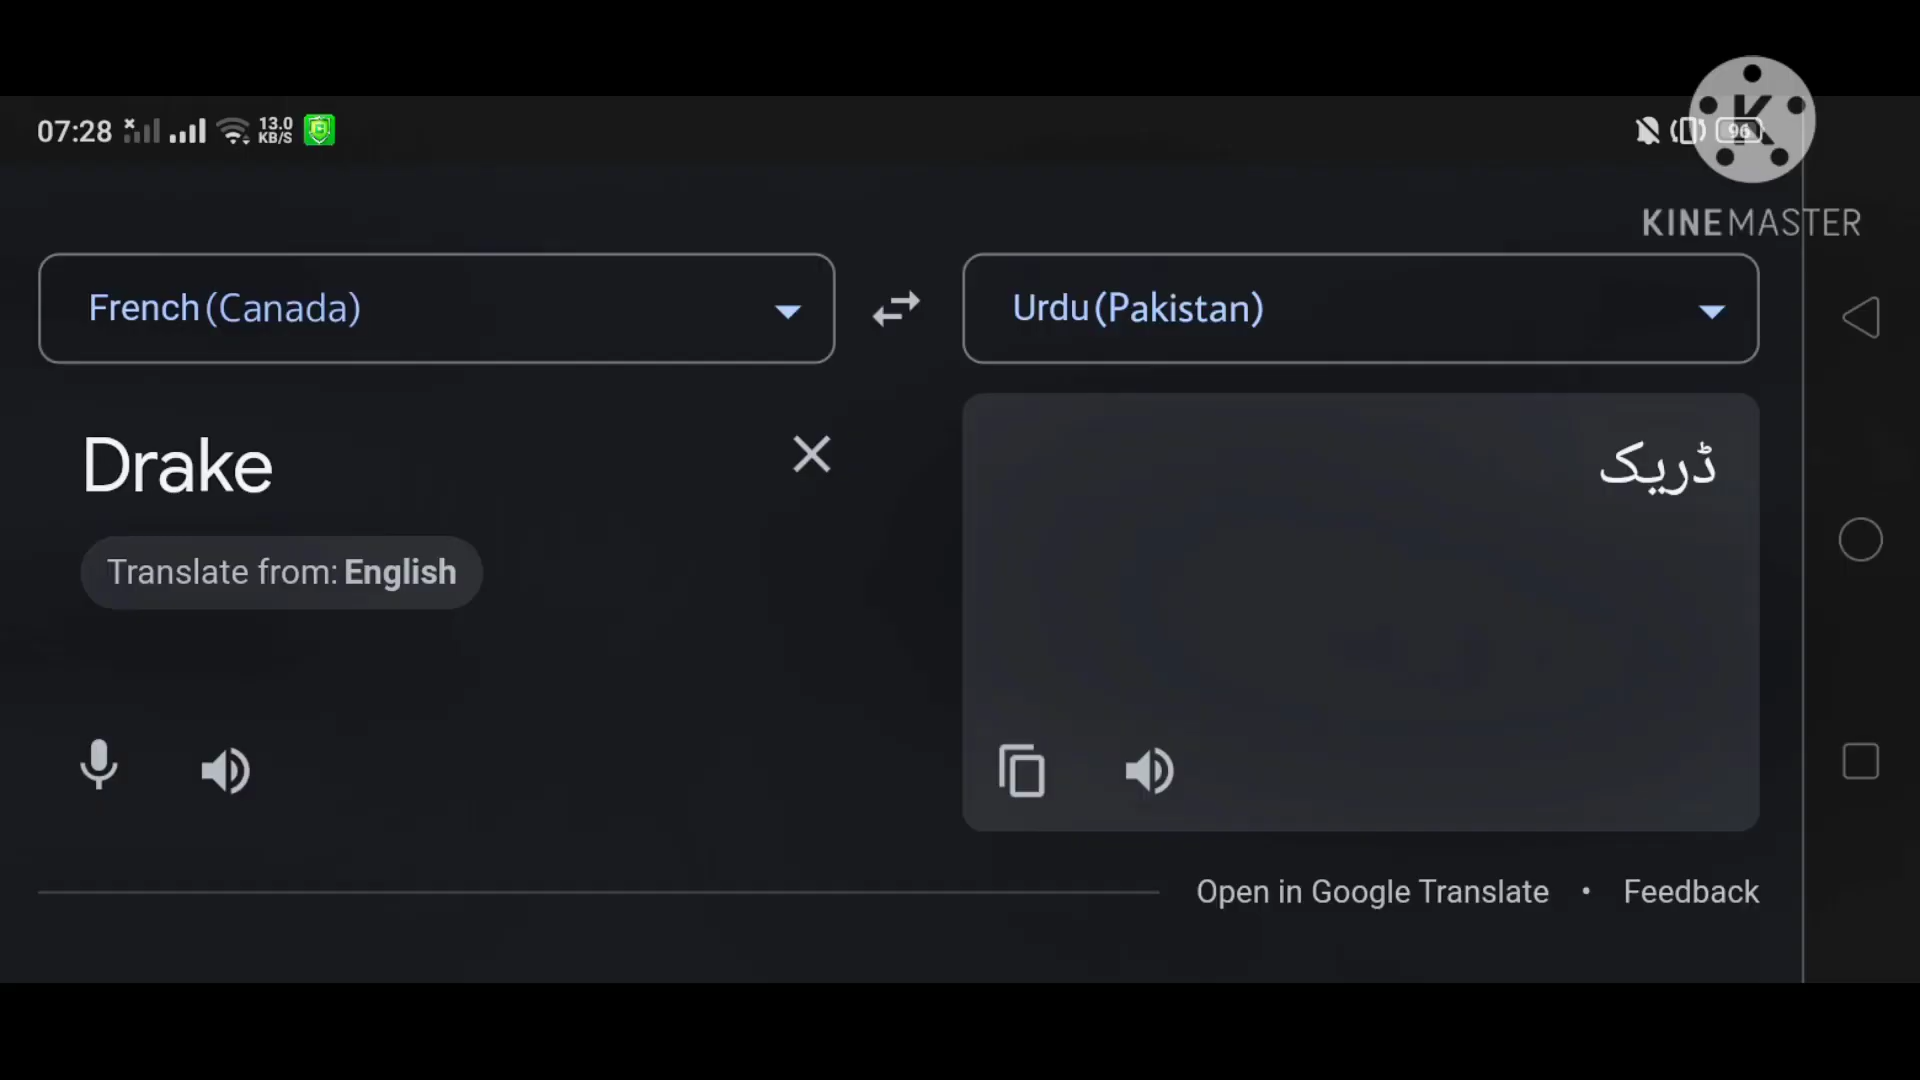 07:28 13.0 KB/S 96
KINEMASTER
French (Canada) Urdu (Pakistan)
Drake ڈریک
Translate from: English
Open in Google Translate • Feedback